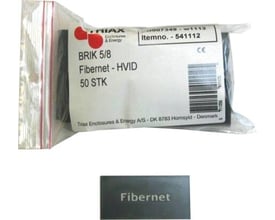 TRIAX
Enclosures
& Energy
Itemno. - 541112
BRIK 5/8
Fibernet - HVID
50 STK
Triax Enclosures & Energy A/S - DK 8783 Hornsyld - Denmark
Fibernet